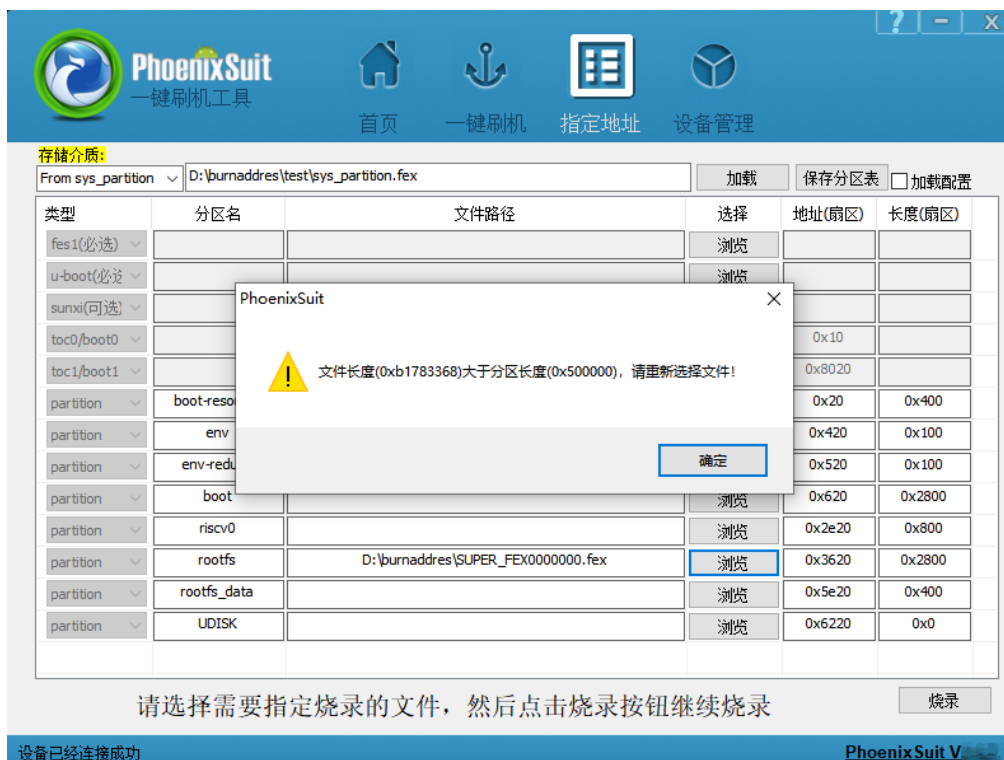 PhoenixSuit
一键刷机工具
首页 一键刷机 指定地址 设备管理
存储介质:
From sys_partition D:\burnaddres\test\sys_partition.fex 加载 保存分区表 加载配置
类型 分区名 文件路径 选择 地址(扇区) 长度(扇区)
fes1(必选) 浏览
u-boot(必选 浏览
sunxi(可选)
toc0/boot0 0x10
toc1/boot1 0x8020
partition boot-reso 0x20 0x400
partition env 0x420 0x100
partition env-redu 0x520 0x100
partition boot 浏览 0x620 0x2800
partition riscv0 浏览 0x2e20 0x800
partition rootfs D:\burnaddres\SUPER_FEX0000000.fex 浏览 0x3620 0x2800
partition rootfs_data 浏览 0x5e20 0x400
partition UDISK 浏览 0x6220 0x0
PhoenixSuit
文件长度(0xb1783368)大于分区长度(0x500000)，请重新选择文件!
确定
请选择需要指定烧录的文件，然后点击烧录按钮继续烧录 烧录
设备已经连接成功 PhoenixSuit V